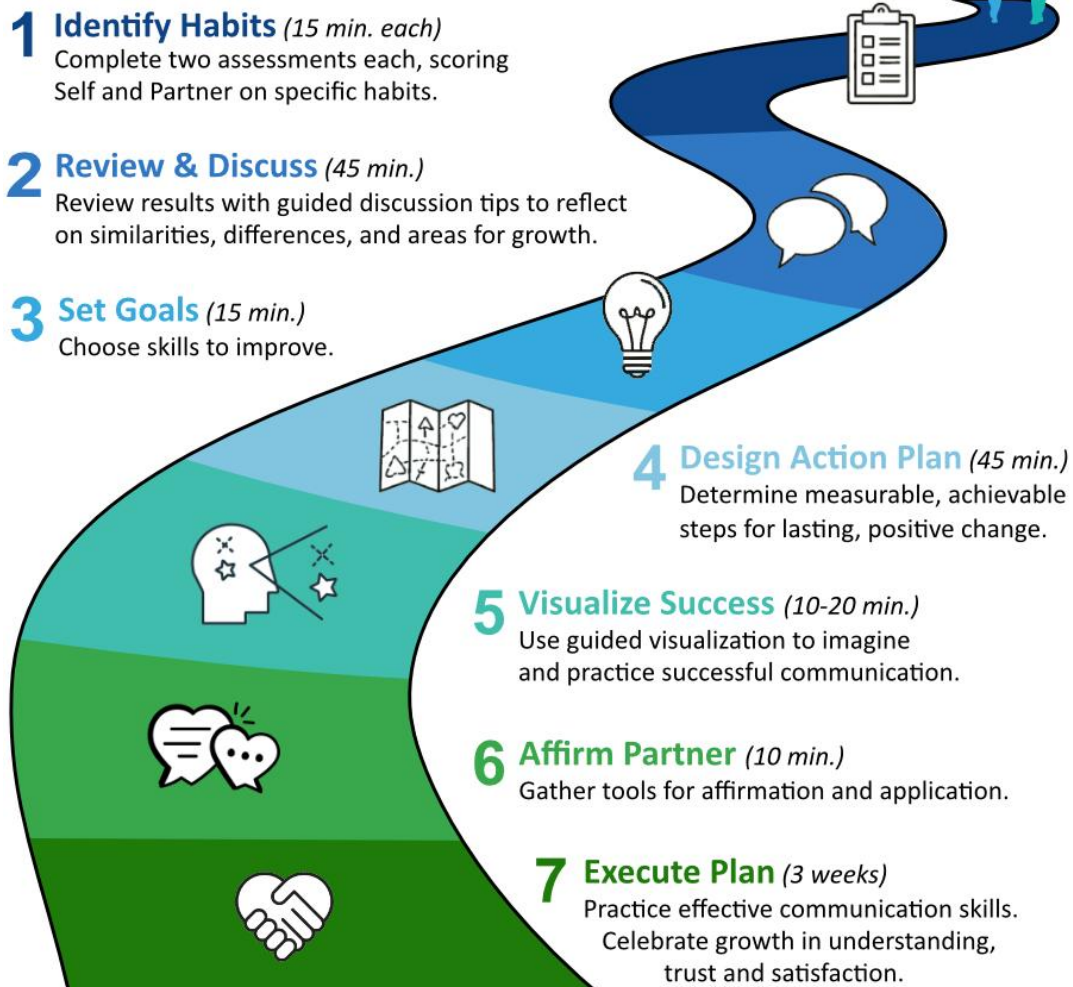 1 Identify Habits (15 min. each)
Complete two assessments each, scoring
Self and Partner on specific habits.
2 Review & Discuss (45 min.)
Review results with guided discussion tips to reflect
on similarities, differences, and areas for growth.
3 Set Goals (15 min.)
Choose skills to improve.
4 Design Action Plan (45 min.)
Determine measurable, achievable
steps for lasting, positive change.
5 Visualize Success (10-20 min.)
Use guided visualization to imagine
and practice successful communication.
6 Affirm Partner (10 min.)
Gather tools for affirmation and application.
7 Execute Plan (3 weeks)
Practice effective communication skills.
Celebrate growth in understanding,
trust and satisfaction.